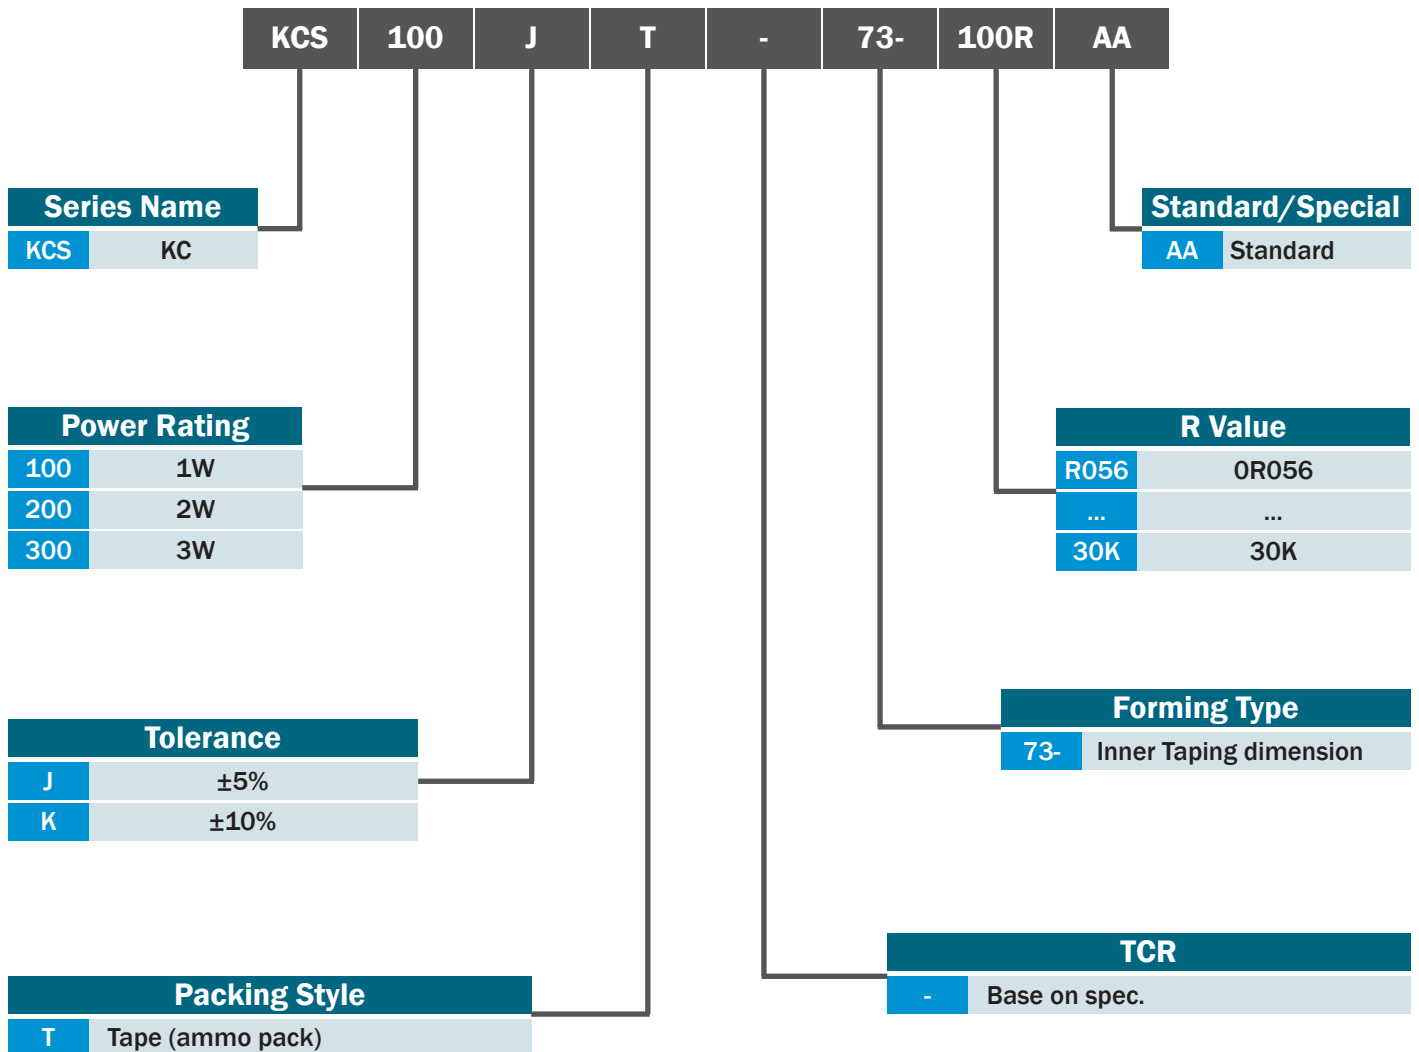 KCS 100 J T - 73- 100R AA
Series Name
KCS KC
Standard/Special
AA Standard
Power Rating
100 1W
200 2W
300 3W
R Value
R056 0R056
... ...
30K 30K
Tolerance
J ±5%
K ±10%
Forming Type
73- Inner Taping dimension
Packing Style
T Tape (ammo pack)
TCR
- Base on spec.